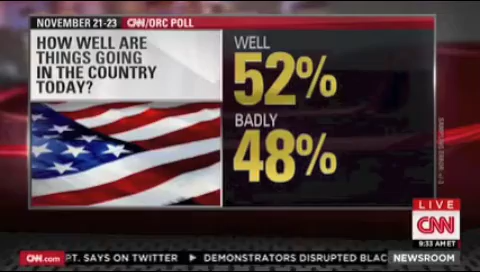 NOVEMBER 21-23 CNN/ORC POLL
HOW WELL ARE
THINGS GOING
IN THE COUNTRY
TODAY?
WELL
52%
BADLY
48%
LIVE
CNN
9:33 AM ET
CNN.com PT. SAYS ON TWITTER ▶ DEMONSTRATORS DISRUPTED BLAC NEWSROOM